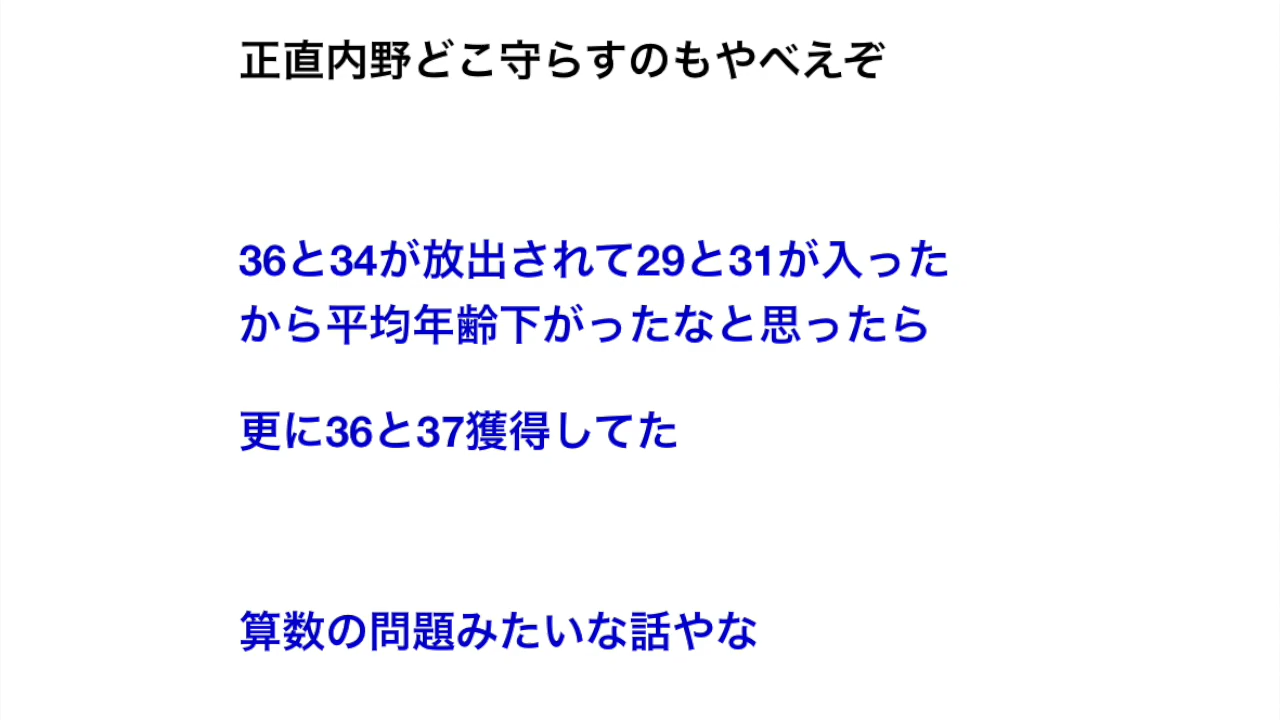 正直内野どこ守らすのもやべえぞ
36と34が放出されて29と31が入った
から平均年齢下がったなと思ったら
更に36と37獲得してた
算数の問題みたいな話やな